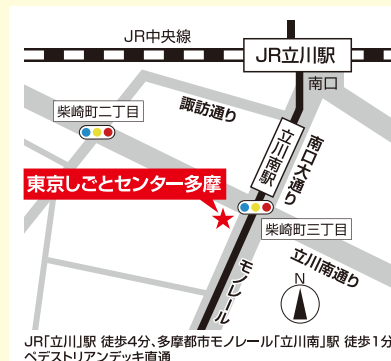 JR中央線
JR立川駅
南口
諏訪通り
柴崎町二丁目
立川南駅
南口大通り
東京しごとセンター多摩
柴崎町三丁目
立川南通り
モノレール
N
JR「立川」駅 徒歩4分、多摩都市モノレール「立川南」駅 徒歩1分
ペデストリアンデッキ直通